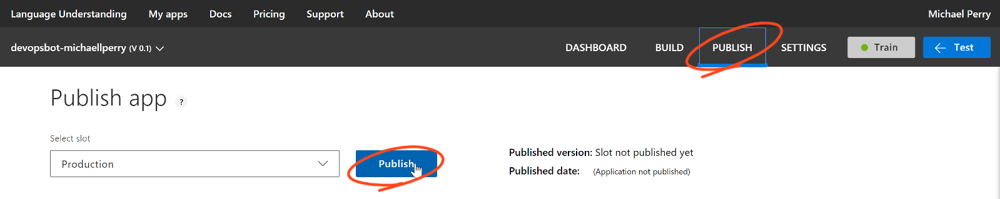 Language Understanding My apps Docs Pricing Support About Michael Perry
devopsbot-michaellperry (V 0.1) DASHBOARD BUILD PUBLISH SETTINGS Train Test
Publish app ?
Select slot
Production Publish
Published version: Slot not published yet
Published date: (Application not published)